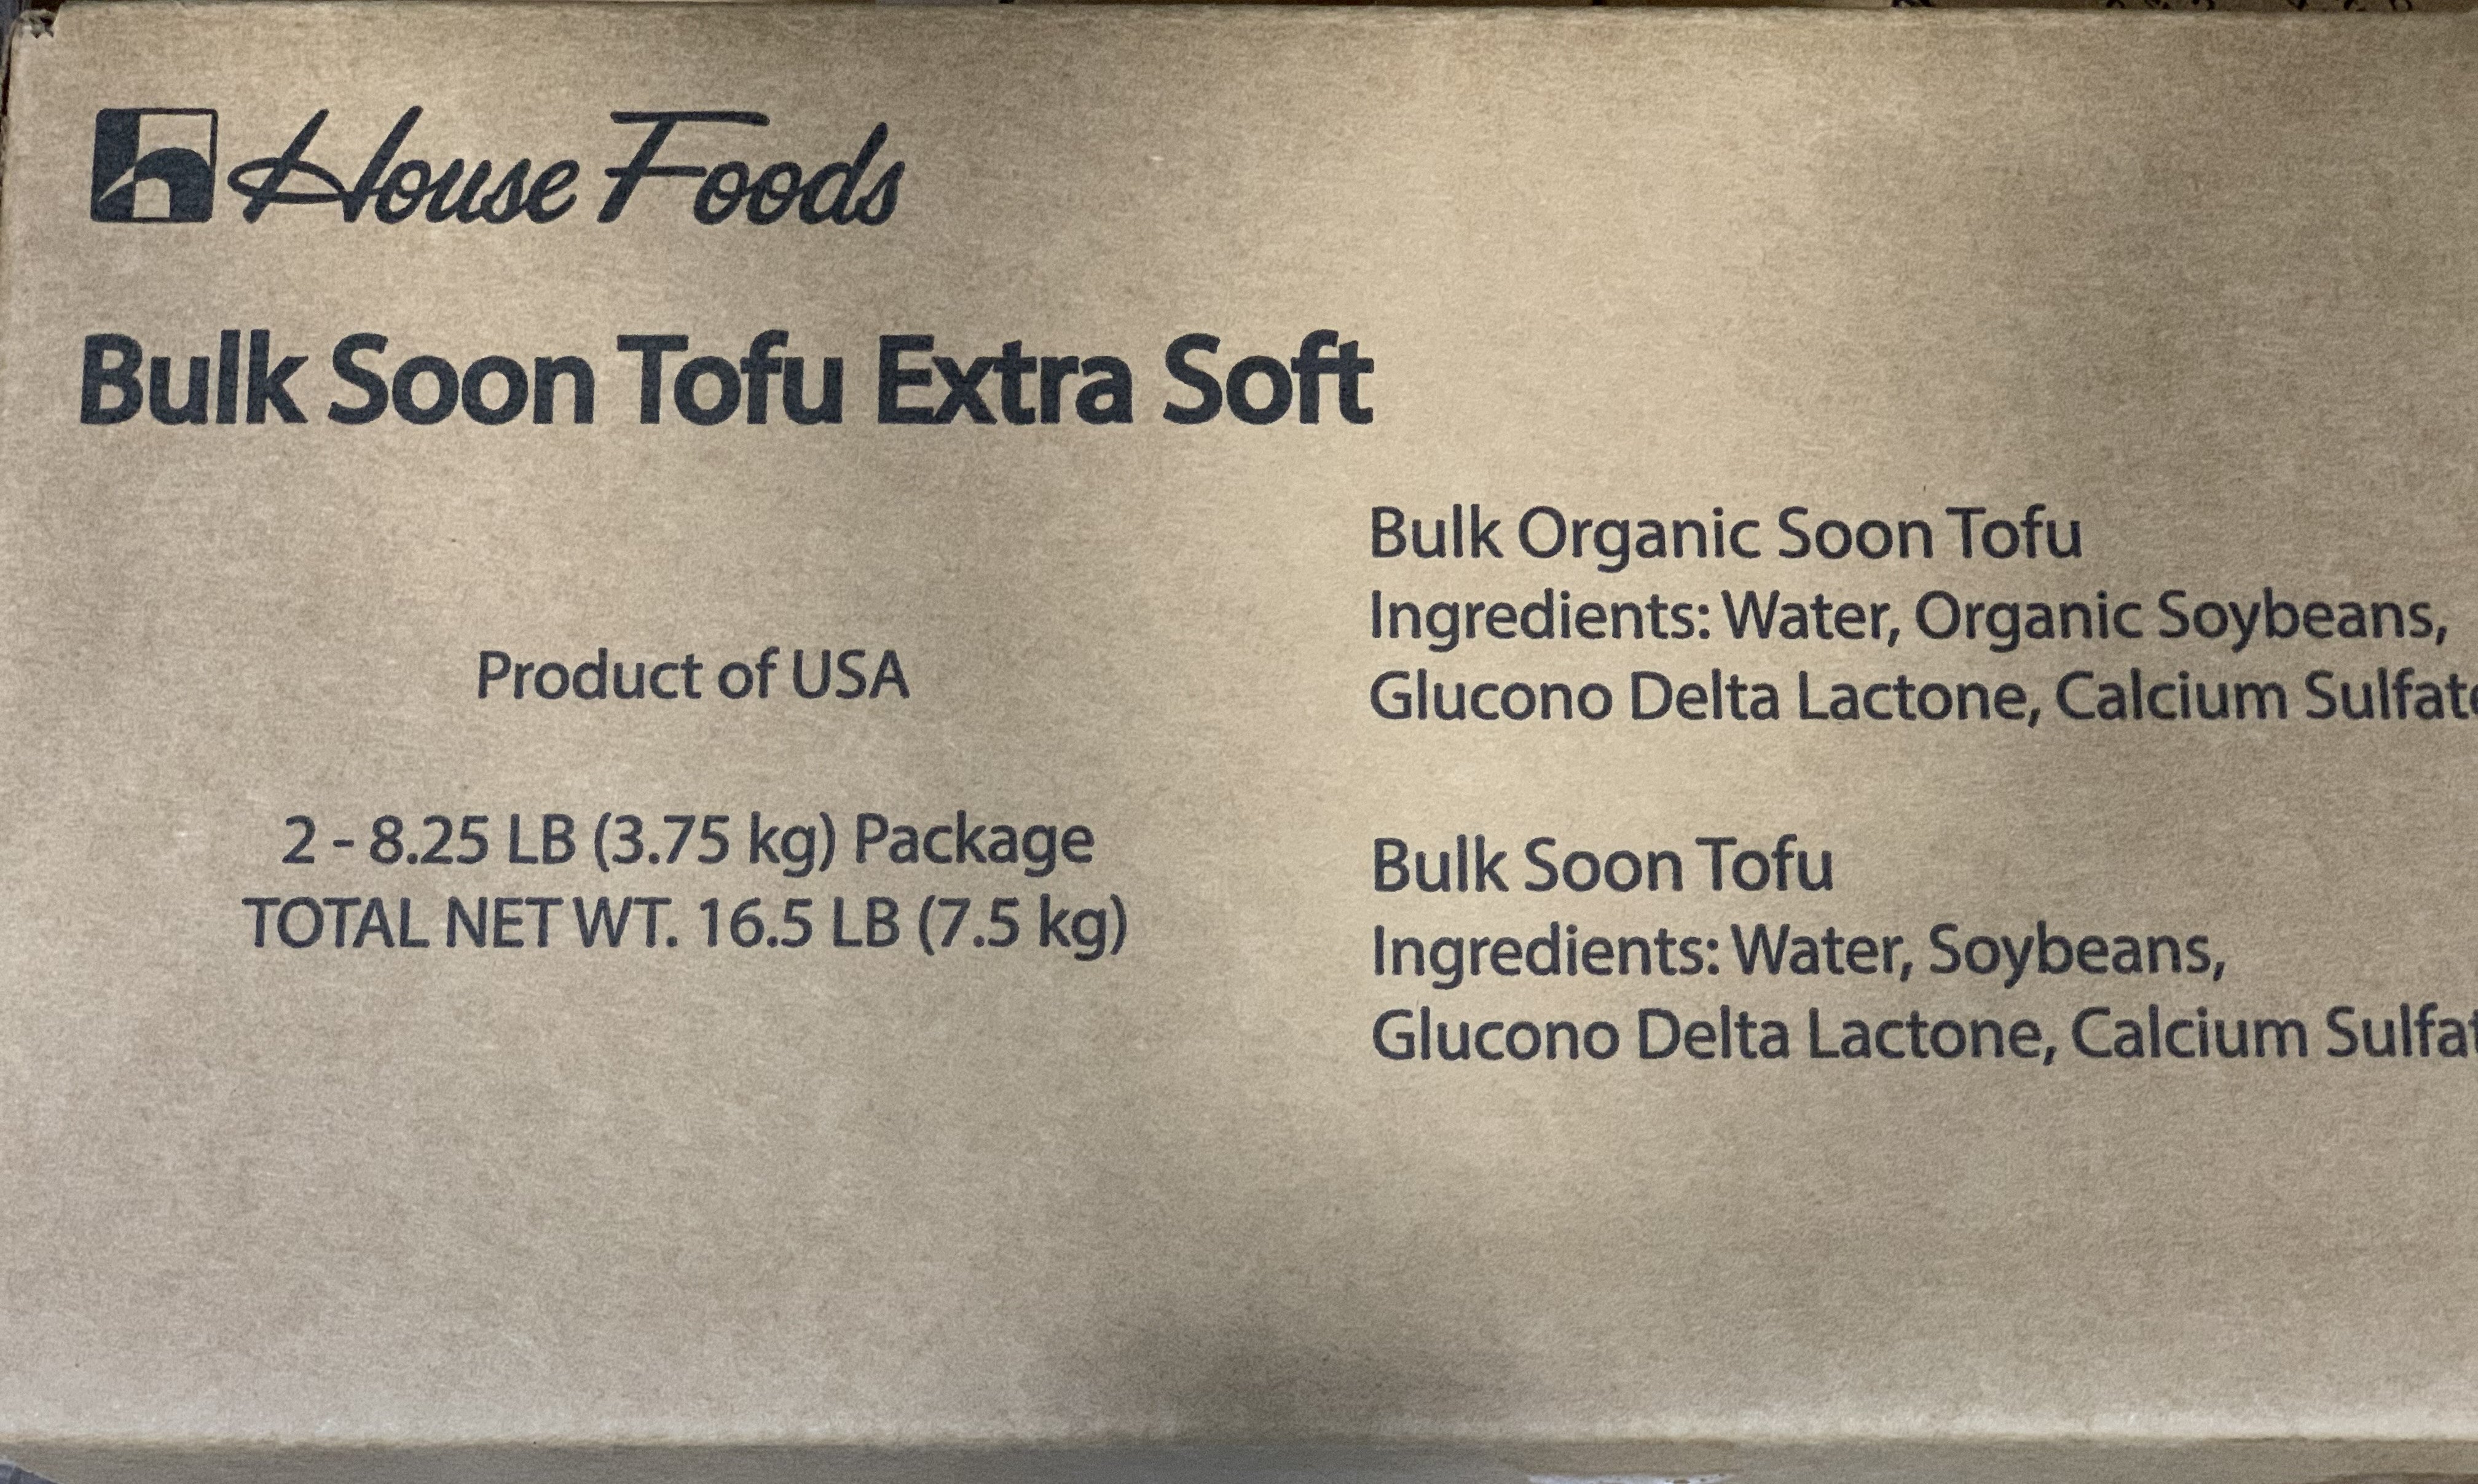 House Foods
Bulk Soon Tofu Extra Soft
Product of USA
2 - 8.25 LB (3.75 kg) Package
TOTAL NET WT. 16.5 LB (7.5 kg)
Bulk Organic Soon Tofu
Ingredients: Water, Organic Soybeans,
Glucono Delta Lactone, Calcium Sulfate
Bulk Soon Tofu
Ingredients: Water, Soybeans,
Glucono Delta Lactone, Calcium Sulfat